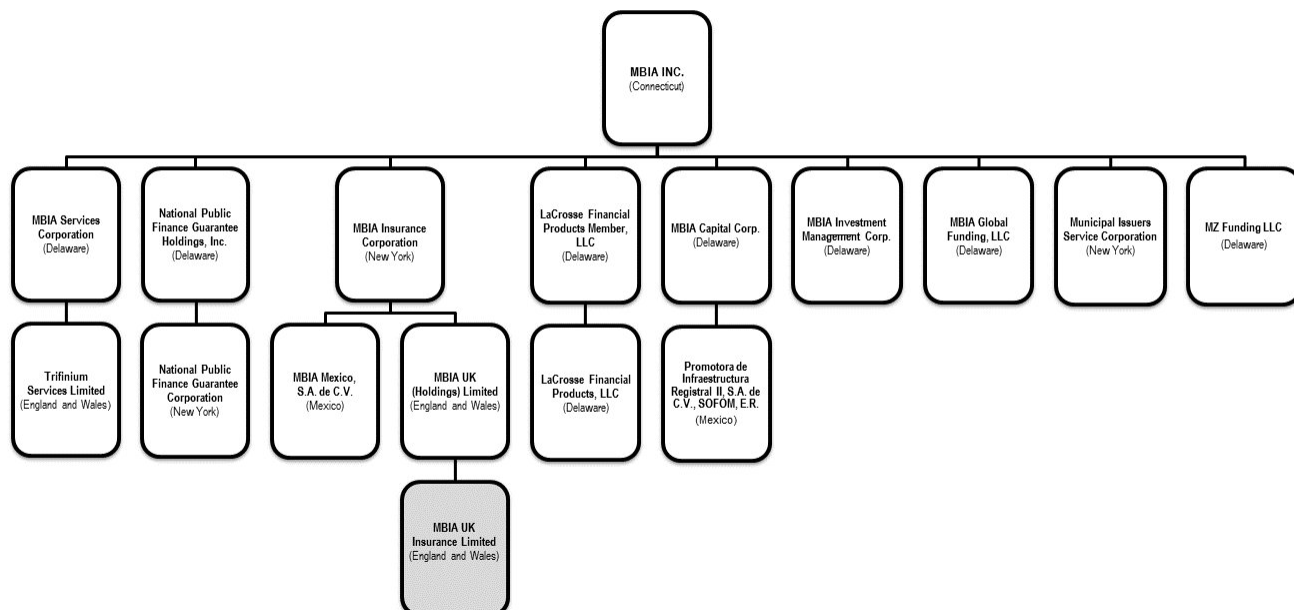 MBIA INC.
(Connecticut)
MBIA Services
Corporation
(Delaware)
National Public
Finance Guarantee
Holdings, Inc.
(Delaware)
MBIA Insurance
Corporation
(New York)
LaCrosse Financial
Products Member,
LLC
(Delaware)
MBIA Capital Corp.
(Delaware)
MBIA Investment
Management Corp.
(Delaware)
MBIA Global
Funding, LLC
(Delaware)
Municipal Issuers
Service Corporation
(New York)
MZ Funding LLC
(Delaware)
Trifinium
Services Limited
(England and Wales)
National Public
Finance Guarantee
Corporation
(New York)
MBIA Mexico,
S.A. de C.V.
(Mexico)
MBIA UK
(Holdings) Limited
(England and Wales)
LaCrosse Financial
Products, LLC
(Delaware)
Promotora de
Infraestructura
Registral II, S.A. de
C.V., SOFOM, E.R.
(Mexico)
MBIA UK
Insurance Limited
(England and Wales)